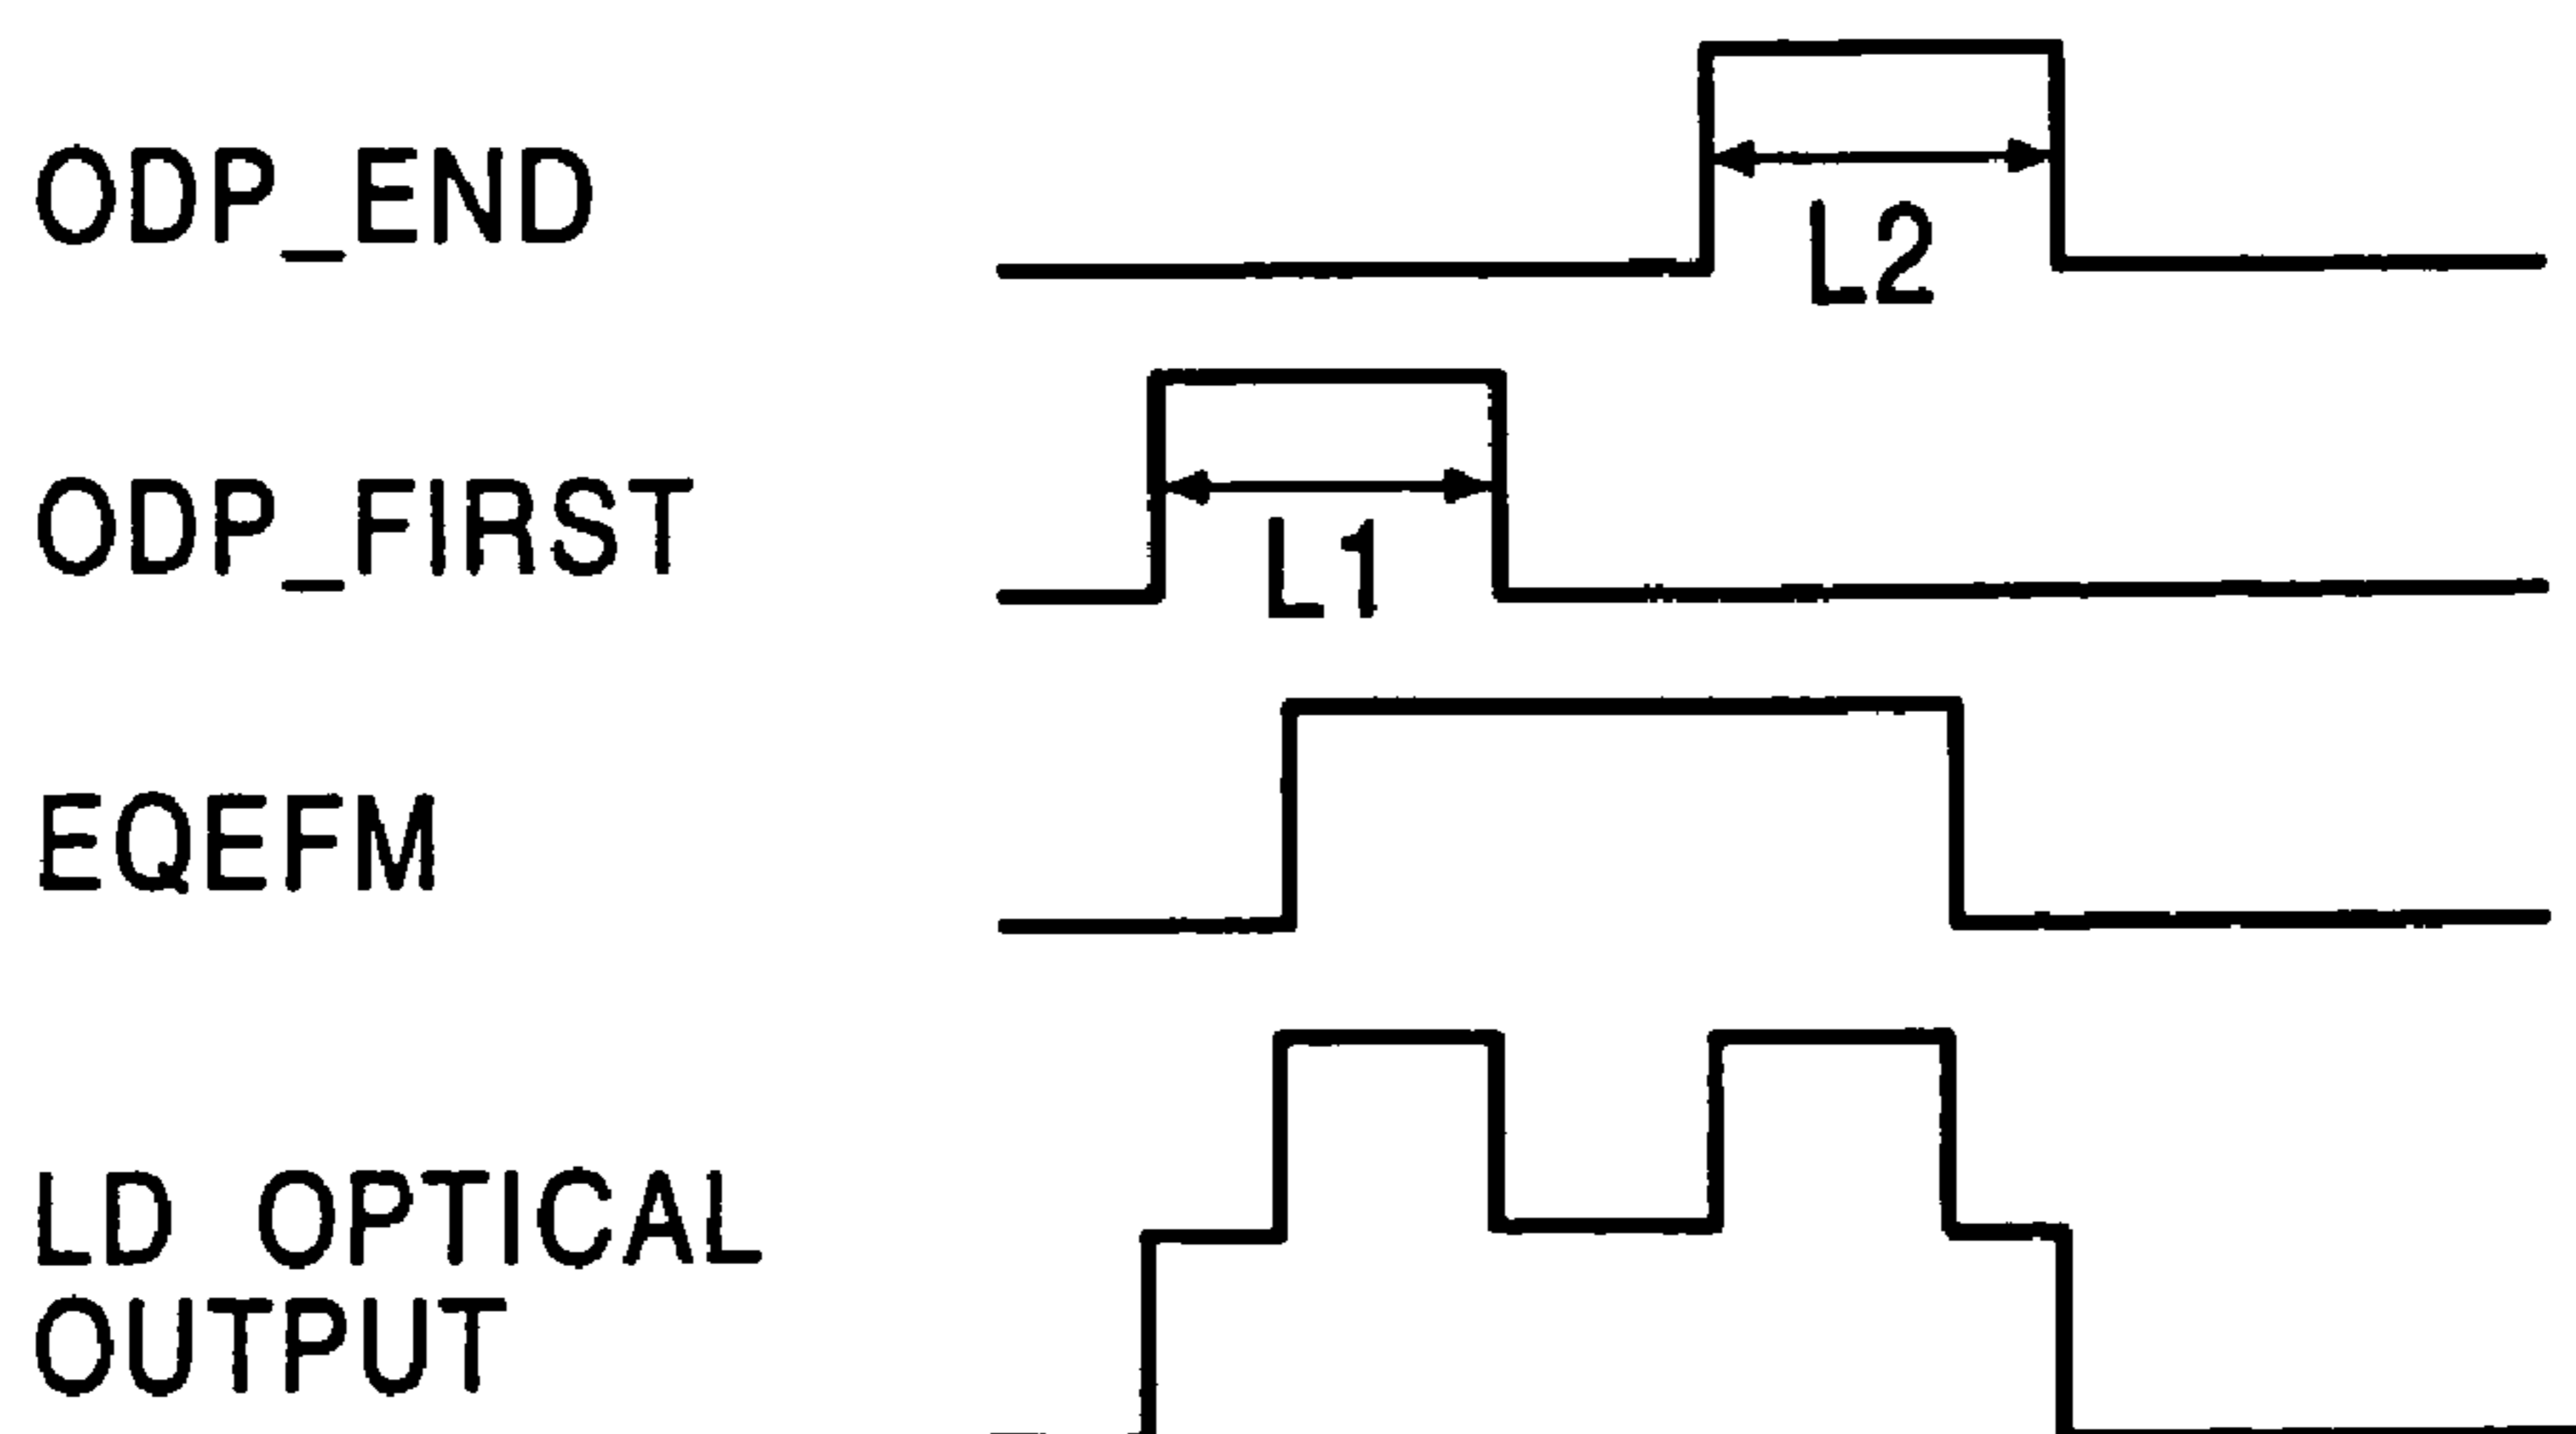 ODP_END
L2
ODP_FIRST
L1
EQEFM
LD OPTICAL
OUTPUT